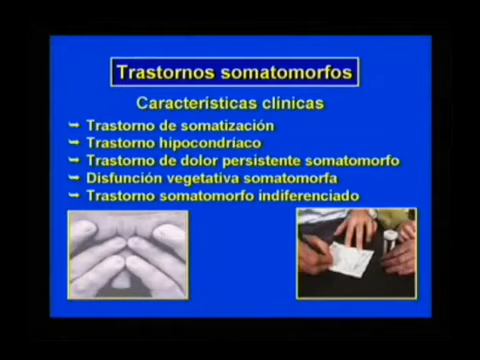 Trastornos somatomorfos
Características clínicas
Trastorno de somatización
Trastorno hipocondríaco
Trastorno de dolor persistente somatomorfo
Disfunción vegetativa somatomorfa
Trastorno somatomorfo indiferenciado